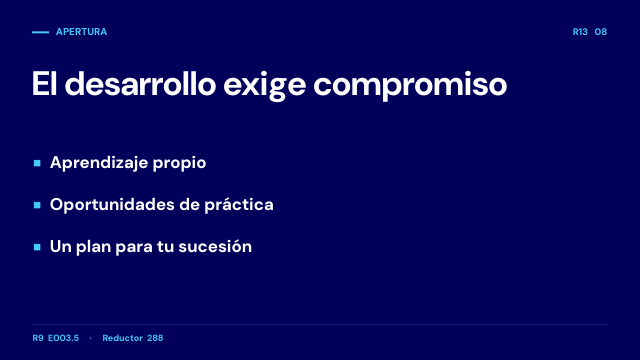 APERTURA
R13 08
El desarrollo exige compromiso
Aprendizaje propio
Oportunidades de práctica
Un plan para tu sucesión
R9 E003.5 · Reductor 288